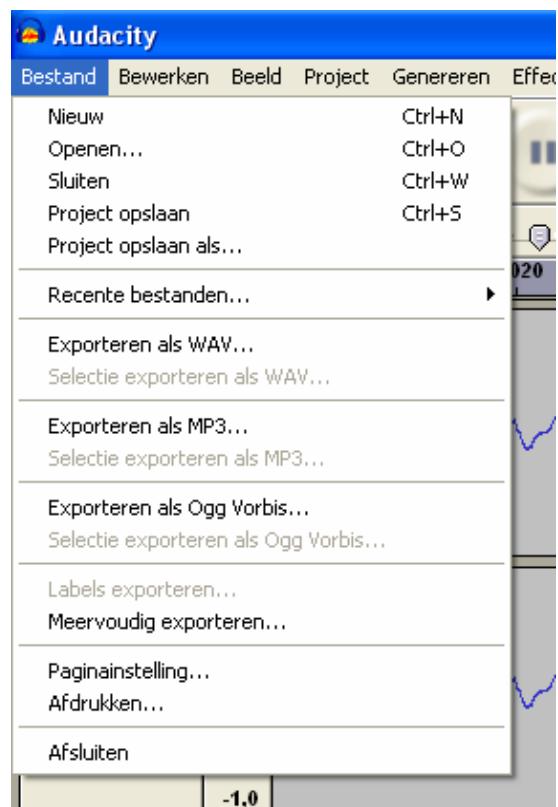 Audacity
Bestand Bewerken Beeld Project Genereren Effec
Nieuw Ctrl+N
Openen... Ctrl+O
Sluiten Ctrl+W
Project opslaan Ctrl+S
Project opslaan als...
Recente bestanden...
Exporteren als WAV...
Selectie exporteren als WAV...
Exporteren als MP3...
Selectie exporteren als MP3...
Exporteren als Ogg Vorbis...
Selectie exporteren als Ogg Vorbis...
Labels exporteren...
Meervoudig exporteren...
Paginainstelling...
Afdrukken...
Afsluiten
020
-1,0